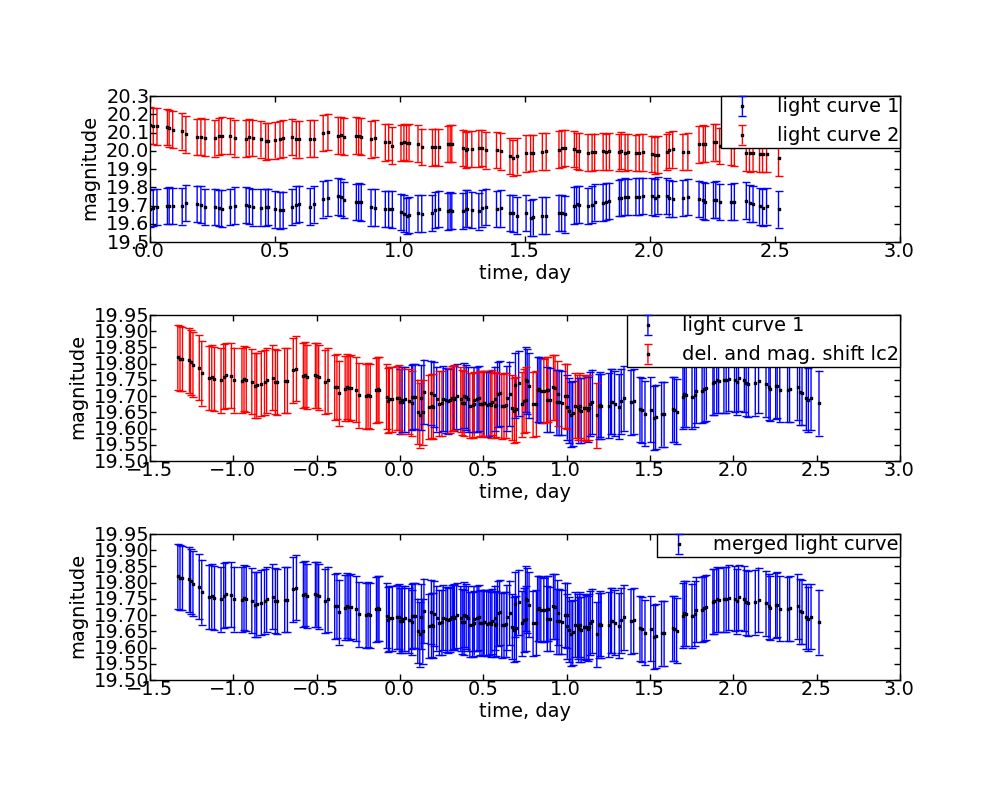 20.3
20.2
20.1
20.0
19.9
19.8
19.7
19.6
19.5
magnitude
light curve 1
light curve 2
0.0 0.5 1.0 1.5 2.0 2.5 3.0
time, day
19.95
19.90
19.85
19.80
19.75
19.70
19.65
19.60
19.55
19.50
magnitude
light curve 1
del. and mag. shift lc2
−1.5 −1.0 −0.5 0.0 0.5 1.0 1.5 2.0 2.5 3.0
time, day
19.95
19.90
19.85
19.80
19.75
19.70
19.65
19.60
19.55
19.50
magnitude
merged light curve
−1.5 −1.0 −0.5 0.0 0.5 1.0 1.5 2.0 2.5 3.0
time, day